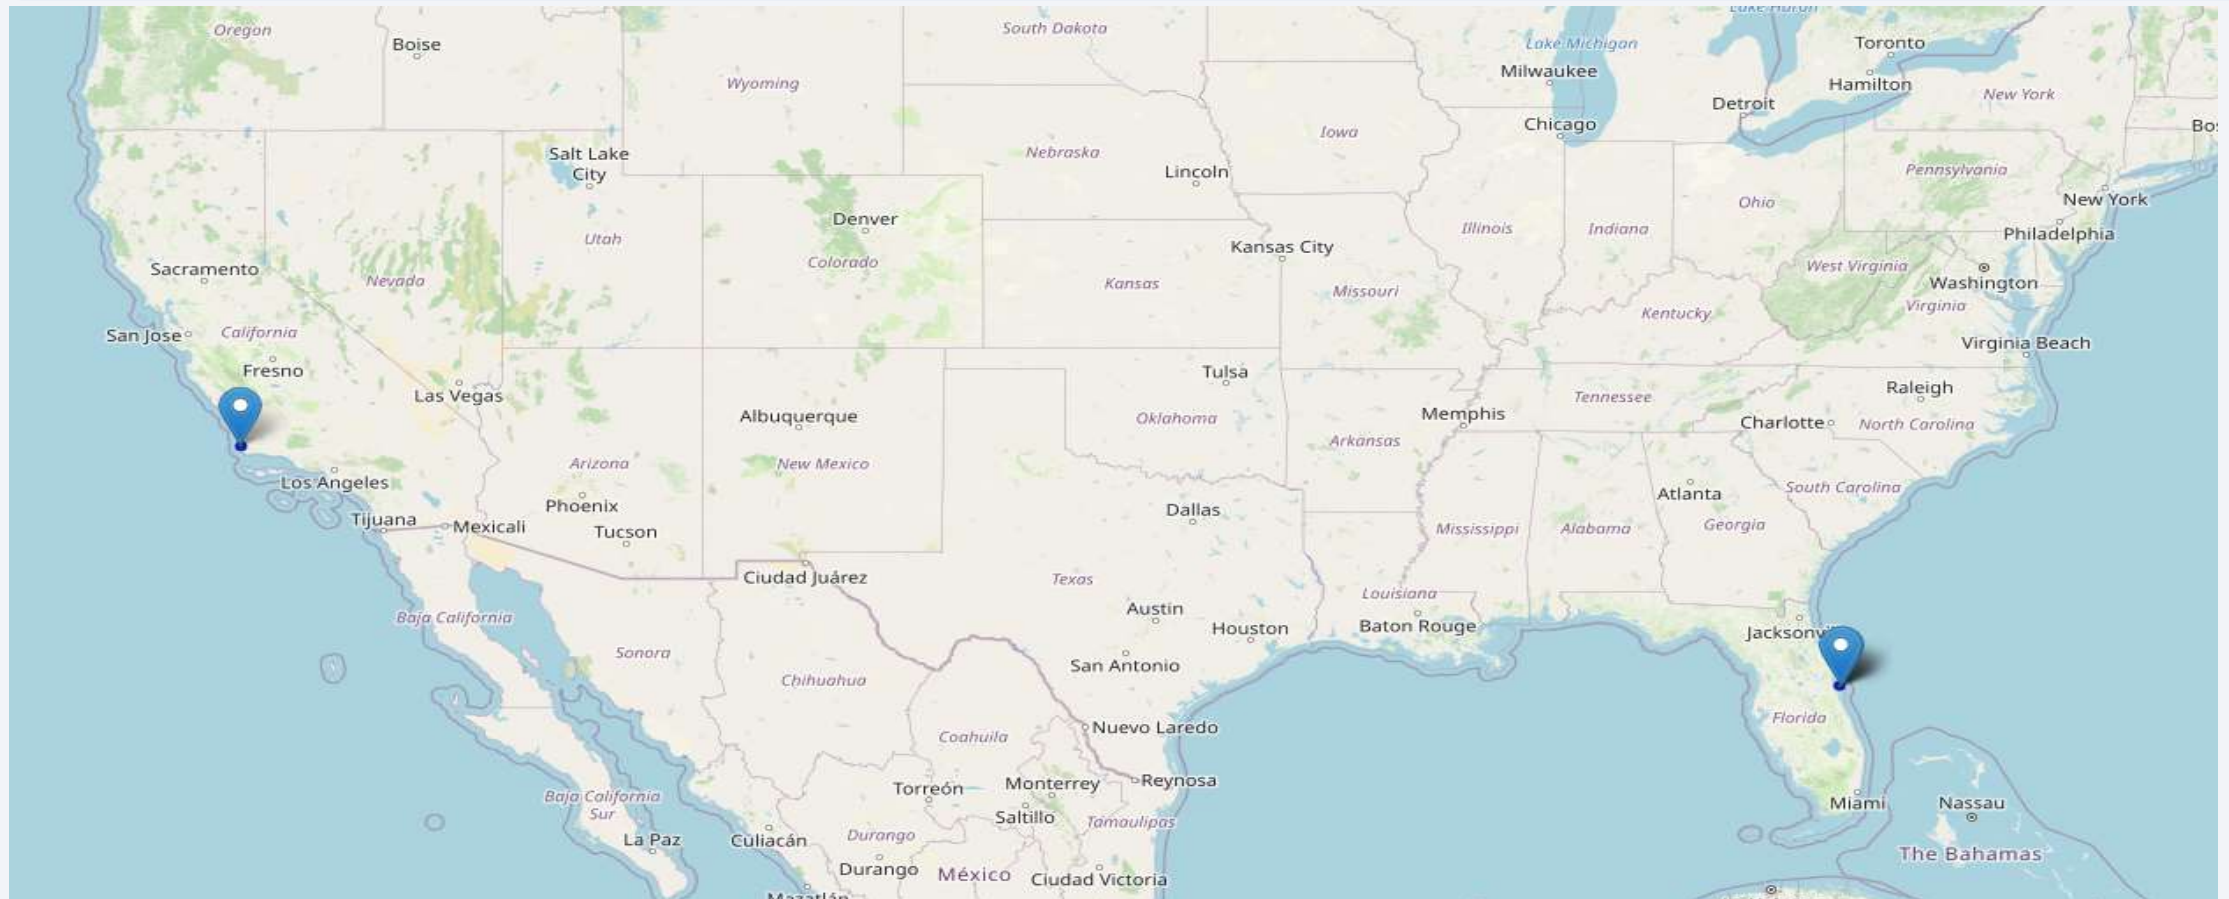 Lake Huron
Oregon
Boise
South Dakota
Lake Michigan
Toronto
Milwaukee
Wyoming
Hamilton
New York
Detroit
Chicago
Bos
Iowa
Salt Lake
City
Nebraska
Pennsylvania
Lincoln
New York
Ohio
Denver
Utah
Illinois
Indiana
Philadelphia
Kansas City
Sacramento
Colorado
West Virginia
Nevada
Kansas
Missouri
Washington
Virginia
Kentucky
San Jose
California
Virginia Beach
Fresno
Tulsa
Raleigh
Las Vegas
Tennessee
Albuquerque
Oklahoma
Memphis
Charlotte
North Carolina
Arkansas
Arizona
New Mexico
Los Angeles
South Carolina
Atlanta
Phoenix
Dallas
Tijuana
Mexicali
Tucson
Mississippi
Alabama
Georgia
Ciudad Juárez
Texas
Louisiana
Austin
Baja California
Houston
Baton Rouge
Jacksonvi
Sonora
San Antonio
Chihuahua
Florida
Nuevo Laredo
Coahuila
Reynosa
Torreón
Monterrey
Baja California
Sur
Miami
Nassau
Saltillo
Tamaulipas
Durango
La Paz
Culiacán
The Bahamas
Durango
México
Ciudad Victoria
Mazatlán